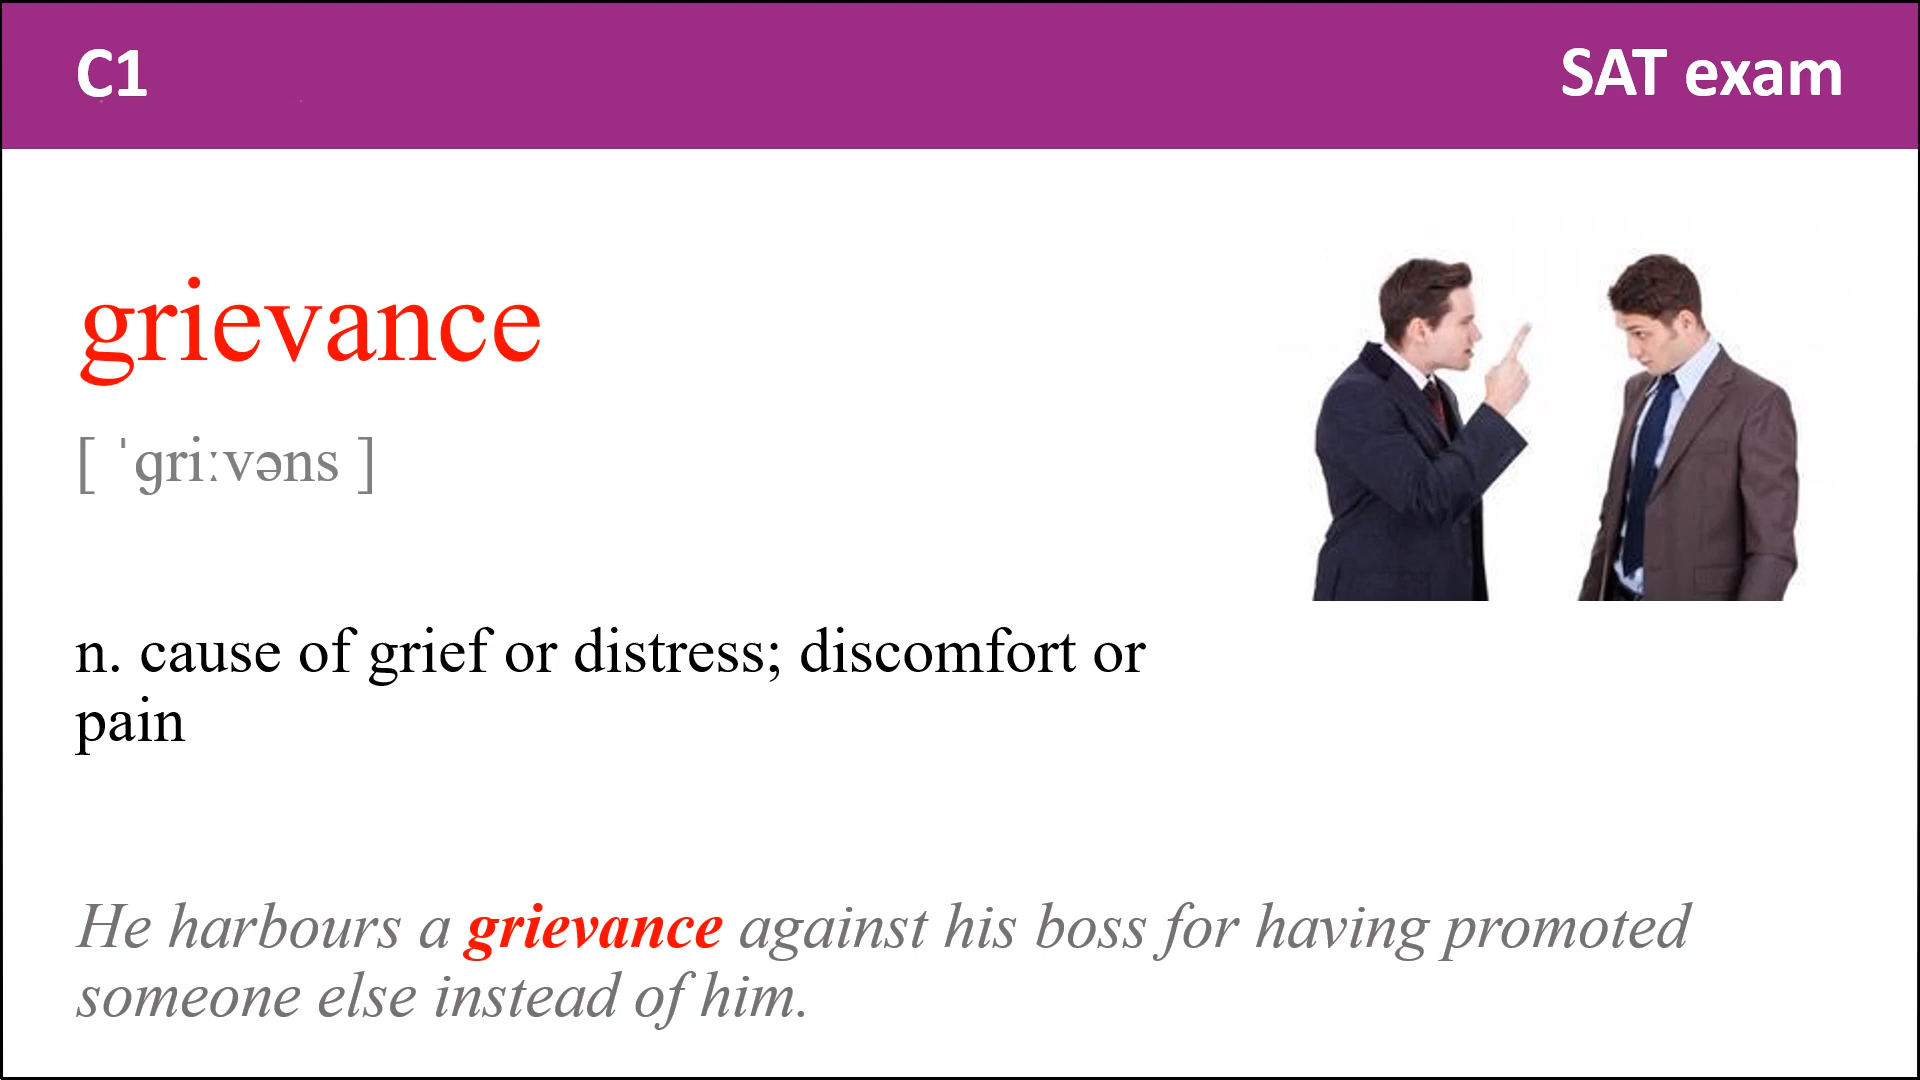 C1
SAT exam
grievance
[ ˈɡriːvəns ]
n. cause of grief or distress; discomfort or
pain
He harbours a grievance against his boss for having promoted
someone else instead of him.